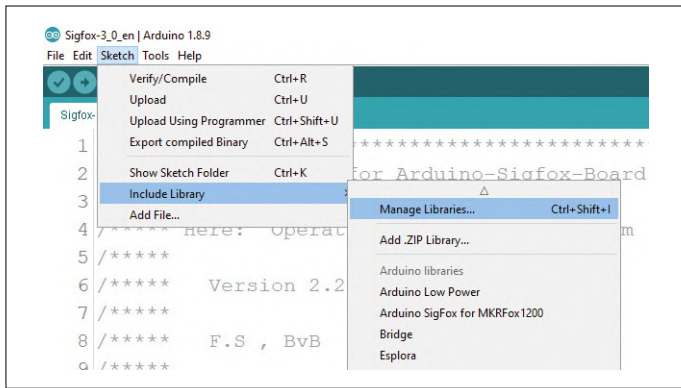 Sigfox-3_0_en | Arduino 1.8.9
File Edit Sketch Tools Help
Verify/Compile Ctrl+R
Upload Ctrl+U
Upload Using Programmer Ctrl+Shift+U
Export compiled Binary Ctrl+Alt+S
Show Sketch Folder Ctrl+K
Include Library
Add File...
Manage Libraries... Ctrl+Shift+I
Add .ZIP Library...
Arduino libraries
Arduino Low Power
Arduino SigFox for MKRFox1200
Bridge
Esplora
Sigfox-
1 **************************
2 for Arduino-Sigfox-Board
3
4 /***** Here: Operat m
5 /*****
6 /***** Version 2.2
7 /*****
8 /***** F.S , BvB
9 /*****